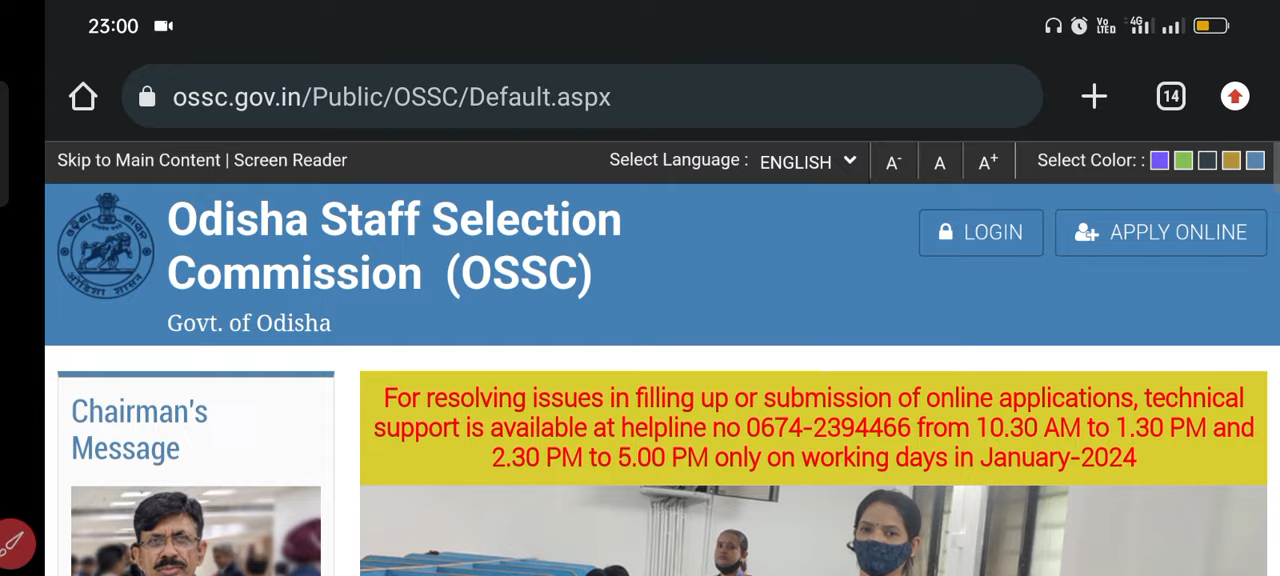 23:00
Vo LTED 4G
ossc.gov.in/Public/OSSC/Default.aspx
14
Skip to Main Content | Screen Reader
Select Language : ENGLISH
A-
A
A+
Select Color: :
Odisha Staff Selection
Commission (OSSC)
Govt. of Odisha
LOGIN
APPLY ONLINE
Chairman's
Message
For resolving issues in filling up or submission of online applications, technical
support is available at helpline no 0674-2394466 from 10.30 AM to 1.30 PM and
2.30 PM to 5.00 PM only on working days in January-2024